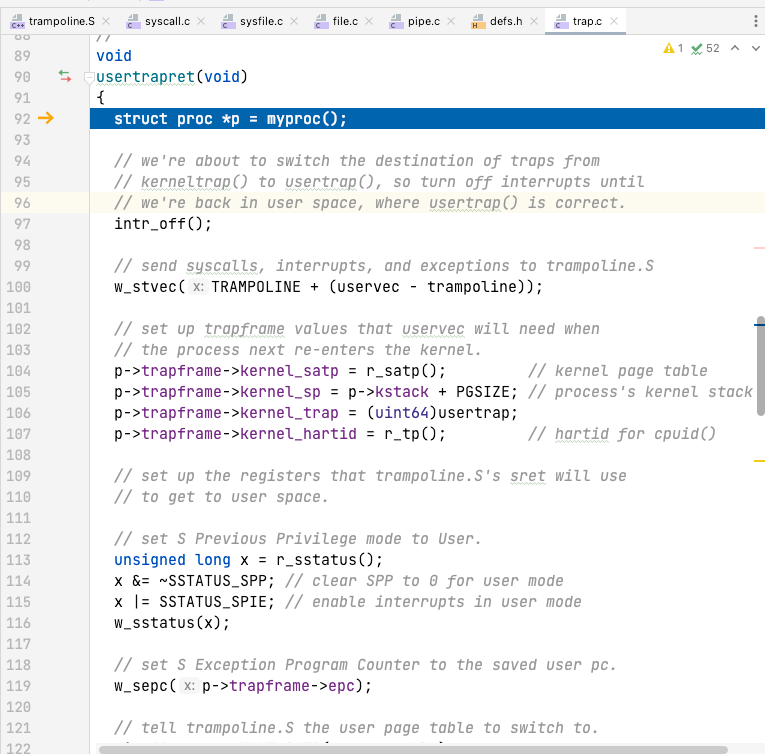 trampoline.S syscall.c sysfile.c file.c pipe.c defs.h trap.c
88 //
89 void 1 52
90 usertrapret(void)
91 {
92 struct proc *p = myproc();
93
94 // we're about to switch the destination of traps from
95 // kerneltrap() to usertrap(), so turn off interrupts until
96 // we're back in user space, where usertrap() is correct.
97 intr_off();
98
99 // send syscalls, interrupts, and exceptions to trampoline.S
100 w_stvec( x: TRAMPOLINE + (uservec - trampoline));
101
102 // set up trapframe values that uservec will need when
103 // the process next re-enters the kernel.
104 p->trapframe->kernel_satp = r_satp(); // kernel page table
105 p->trapframe->kernel_sp = p->kstack + PGSIZE; // process's kernel stack
106 p->trapframe->kernel_trap = (uint64)usertrap;
107 p->trapframe->kernel_hartid = r_tp(); // hartid for cpuid()
108
109 // set up the registers that trampoline.S's sret will use
110 // to get to user space.
111
112 // set S Previous Privilege mode to User.
113 unsigned long x = r_sstatus();
114 x &= ~SSTATUS_SPP; // clear SPP to 0 for user mode
115 x |= SSTATUS_SPIE; // enable interrupts in user mode
116 w_sstatus(x);
117
118 // set S Exception Program Counter to the saved user pc.
119 w_sepc( x: p->trapframe->epc);
120
121 // tell trampoline.S the user page table to switch to.
122